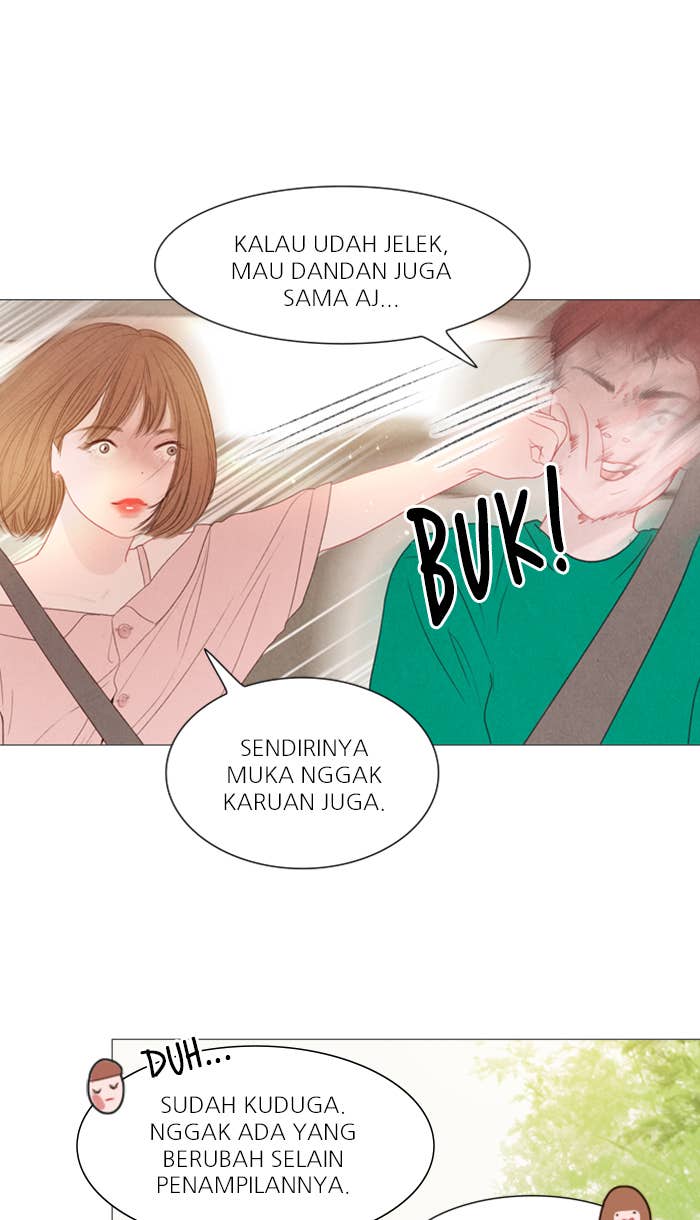 KALAU UDAH JELEK,
MAU DANDAN JUGA
SAMA AJ...
BUK!
SENDIRINYA
MUKA NGGAK
KARUAN JUGA.
DUH...
SUDAH KUDUGA.
NGGAK ADA YANG
BERUBAH SELAIN
PENAMPILANNYA.